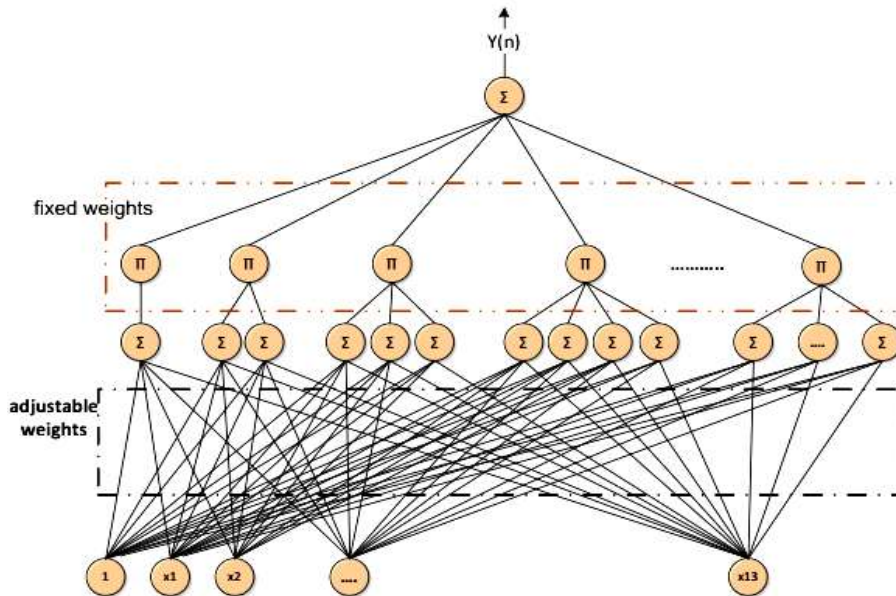 Y(n)
Σ
fixed weights
Π Π Π Π ........... Π
Σ Σ Σ Σ Σ Σ Σ Σ Σ Σ Σ .... Σ
adjustable
weights
1 x1 x2 .... x13